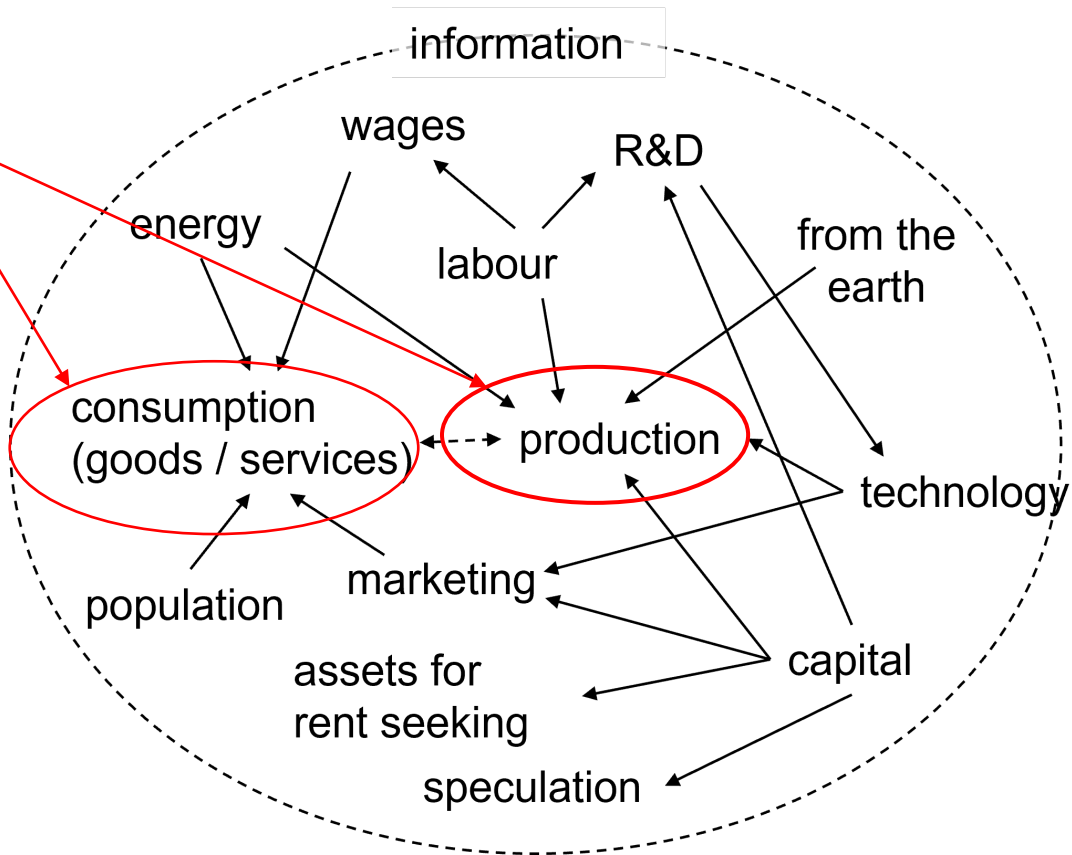 information
wages
R&D
energy
from the
earth
labour
consumption
(goods / services)
production
technology
marketing
population
assets for
rent seeking
capital
speculation